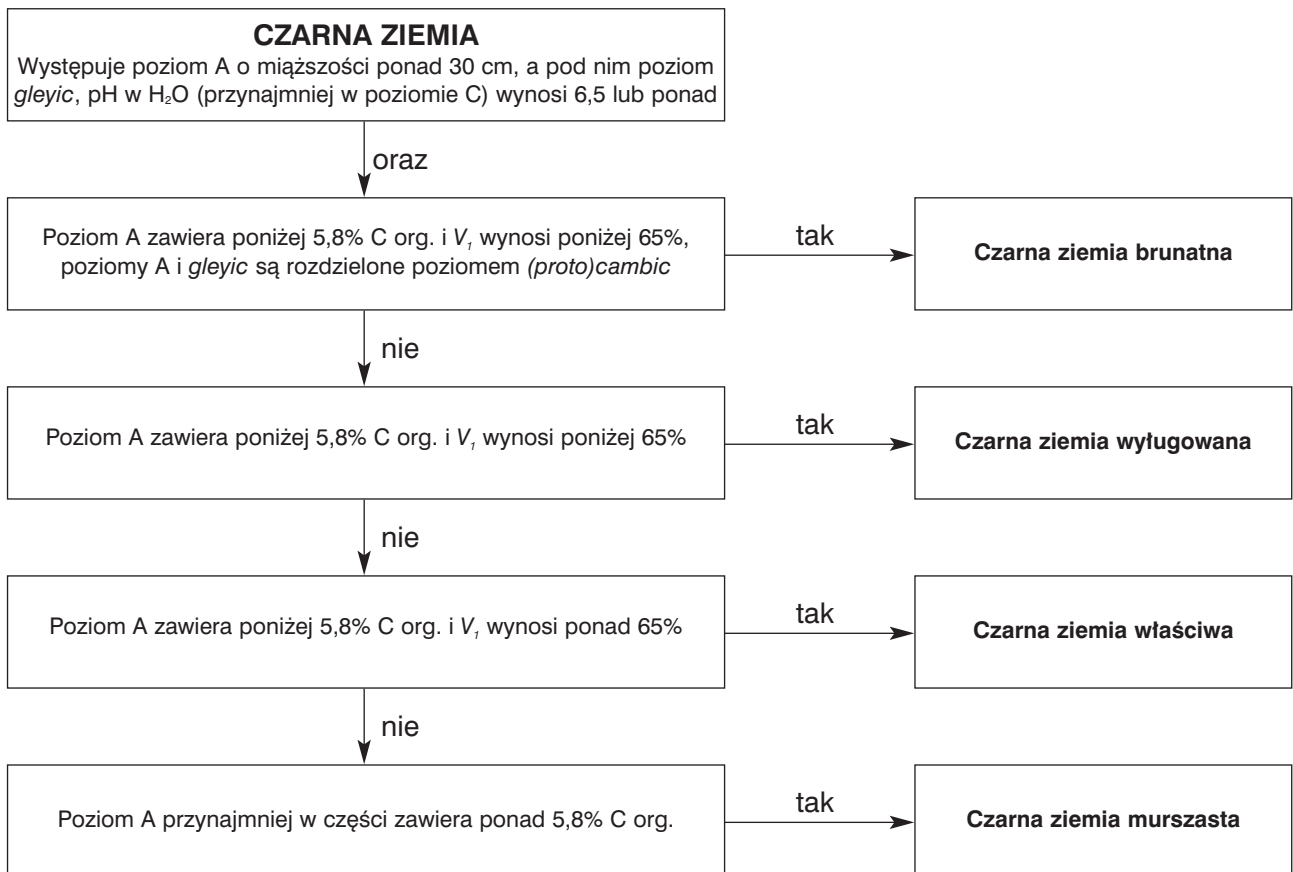 CZARNA ZIEMIA
Występuje poziom A o miąższości ponad 30 cm, a pod nim poziom
gleyic, pH w H₂O (przynajmniej w poziomie C) wynosi 6,5 lub ponad
oraz
Poziom A zawiera poniżej 5,8% C org. i V₁ wynosi poniżej 65%,
poziomy A i gleyic są rozdzielone poziomem (proto)cambic
tak
Czarna ziemia brunatna
nie
Poziom A zawiera poniżej 5,8% C org. i V₁ wynosi poniżej 65%
tak
Czarna ziemia wyługowana
nie
Poziom A zawiera poniżej 5,8% C org. i V₁ wynosi ponad 65%
tak
Czarna ziemia właściwa
nie
Poziom A przynajmniej w części zawiera ponad 5,8% C org.
tak
Czarna ziemia murszasta